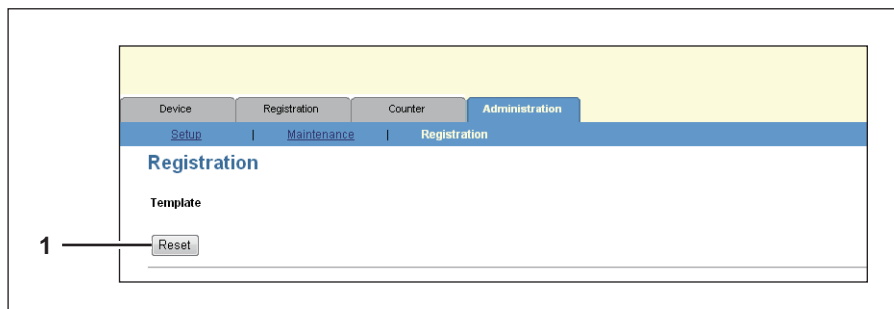 Device Registration Counter Administration
Setup | Maintenance | Registration
Registration
Template
1 Reset